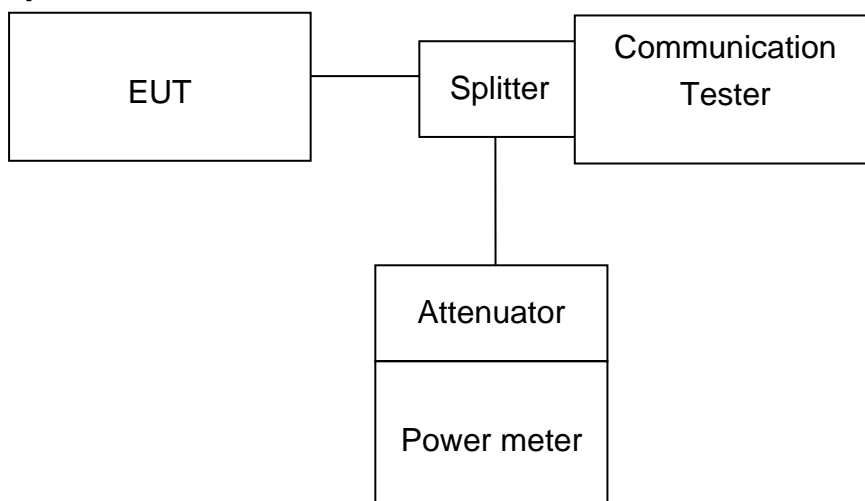 EUT
Splitter
Communication
Tester
Attenuator
Power meter